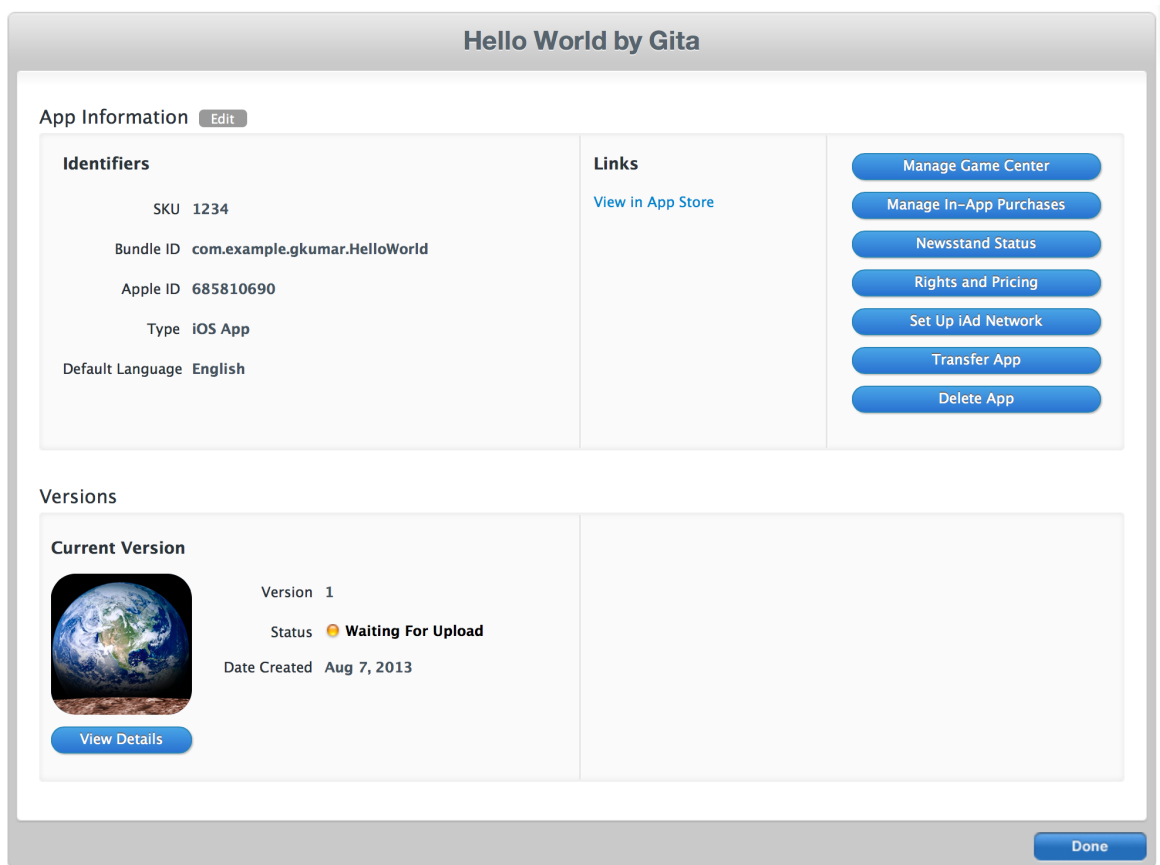 Hello World by Gita
App Information Edit
Identifiers
SKU 1234
Bundle ID com.example.gkumar.HelloWorld
Apple ID 685810690
Type iOS App
Default Language English
Links
View in App Store
Manage Game Center
Manage In-App Purchases
Newsstand Status
Rights and Pricing
Set Up iAd Network
Transfer App
Delete App
Versions
Current Version
Version 1
Status Waiting For Upload
Date Created Aug 7, 2013
View Details
Done